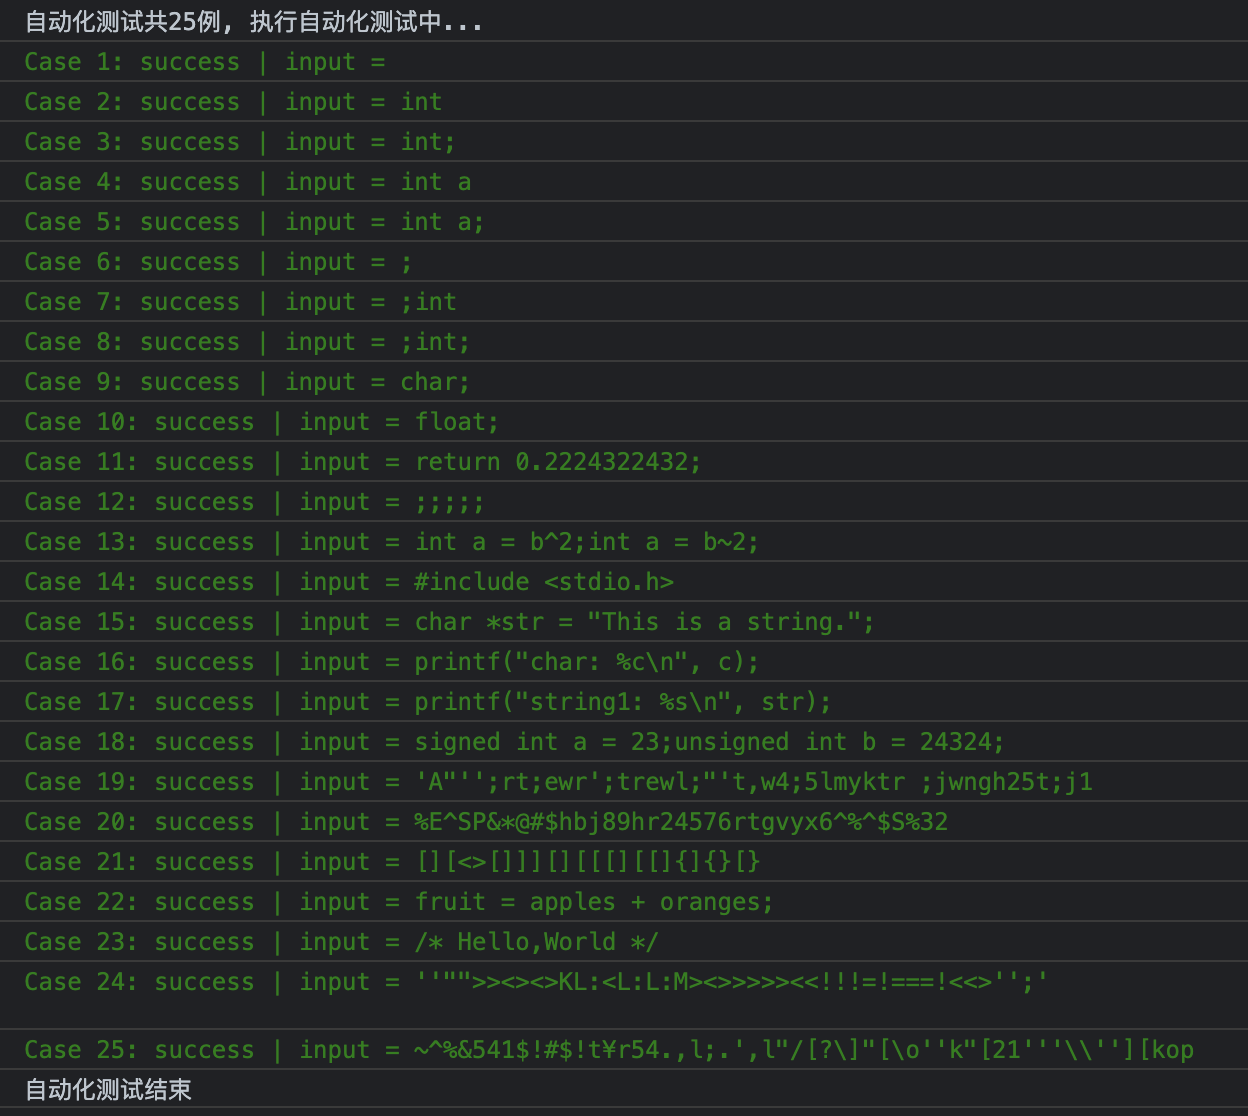 自动化测试共25例, 执行自动化测试中...
Case 1: success | input =
Case 2: success | input = int
Case 3: success | input = int;
Case 4: success | input = int a
Case 5: success | input = int a;
Case 6: success | input = ;
Case 7: success | input = ;int
Case 8: success | input = ;int;
Case 9: success | input = char;
Case 10: success | input = float;
Case 11: success | input = return 0.2224322432;
Case 12: success | input = ;;;;;
Case 13: success | input = int a = b^2;int a = b~2;
Case 14: success | input = #include <stdio.h>
Case 15: success | input = char *str = "This is a string.";
Case 16: success | input = printf("char: %c\n", c);
Case 17: success | input = printf("string1: %s\n", str);
Case 18: success | input = signed int a = 23;unsigned int b = 24324;
Case 19: success | input = 'A"'';rt;ewr';trewl;"'t,w4;5lmyktr ;jwngh25t;j1
Case 20: success | input = %E^SP&*@#$hbj89hr24576rtgvyx6^%^$S%32
Case 21: success | input = [][<>[]]][][[[][[]{]{}[}
Case 22: success | input = fruit = apples + oranges;
Case 23: success | input = /* Hello,World */
Case 24: success | input = ''"">><><>KL:<L:L:M><>>>>><<!!!=!===!<<>'';'
Case 25: success | input = ~^%&541$!#$!t¥r54.,l;.',l"/[?\]"[\o''k"[21'''\\''][kop
自动化测试结束